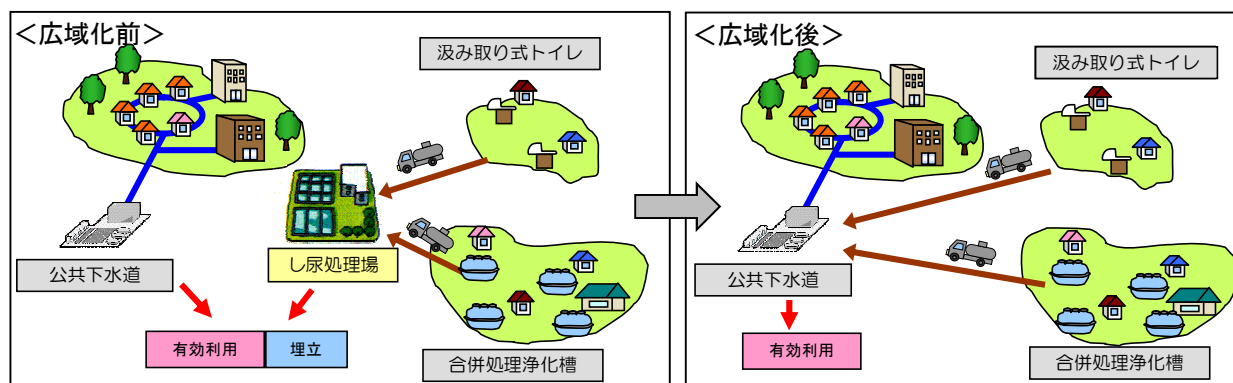 ＜広域化前＞
汲み取り式トイレ
公共下水道
し尿処理場
有効利用
埋立
合併処理浄化槽
＜広域化後＞
汲み取り式トイレ
公共下水道
有効利用
合併処理浄化槽